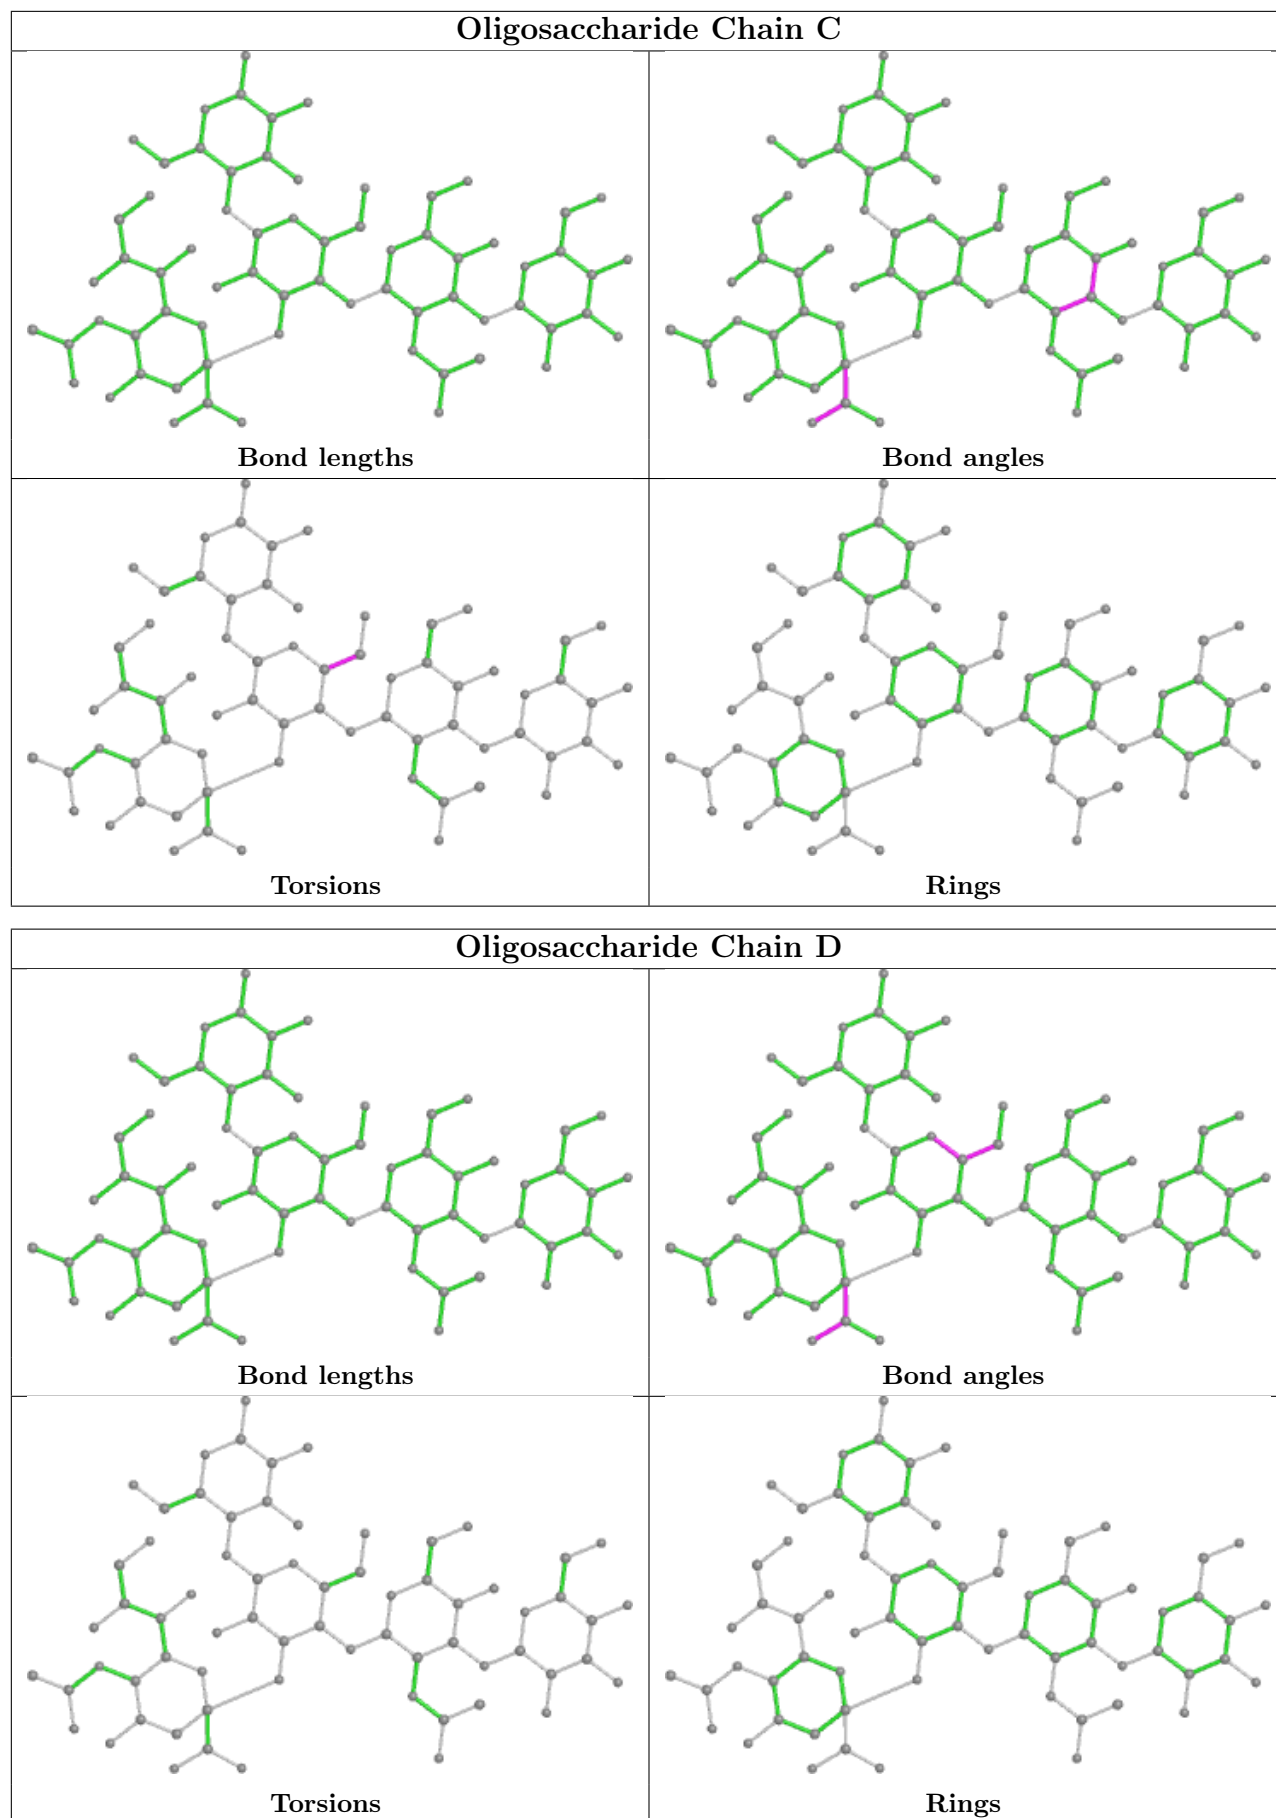 Oligosaccharide Chain C
Bond lengths
Bond angles
Torsions
Rings
Oligosaccharide Chain D
Bond lengths
Bond angles
Torsions
Rings